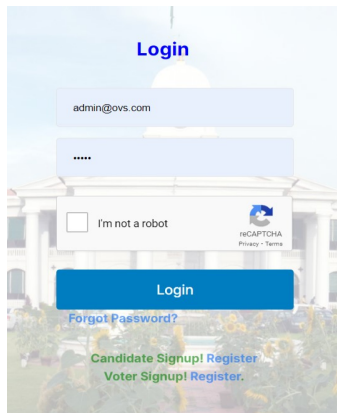 Login
admin@ovs.com
•••••
I'm not a robot
reCAPTCHA
Privacy • Terms
Login
Forgot Password?
Candidate Signup! Register
Voter Signup! Register.